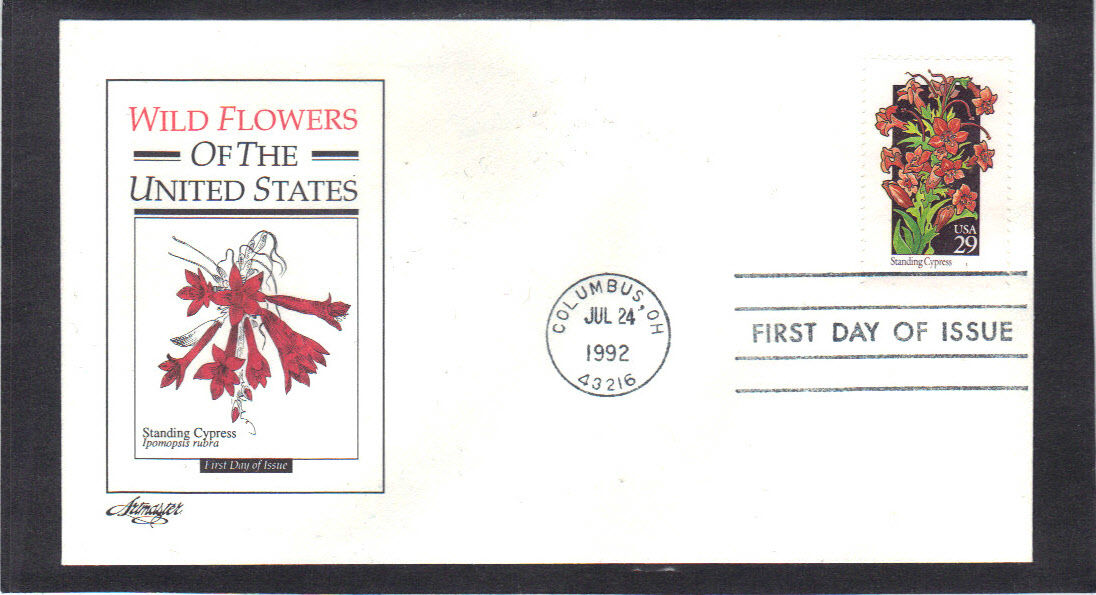 WILD FLOWERS
OF THE
UNITED STATES
Standing Cypress
Ipomopsis rubra
First Day of Issue
Artmaster
USA
29
Standing Cypress
COLUMBUS, OH
JUL 24
1992
43216
FIRST DAY OF ISSUE